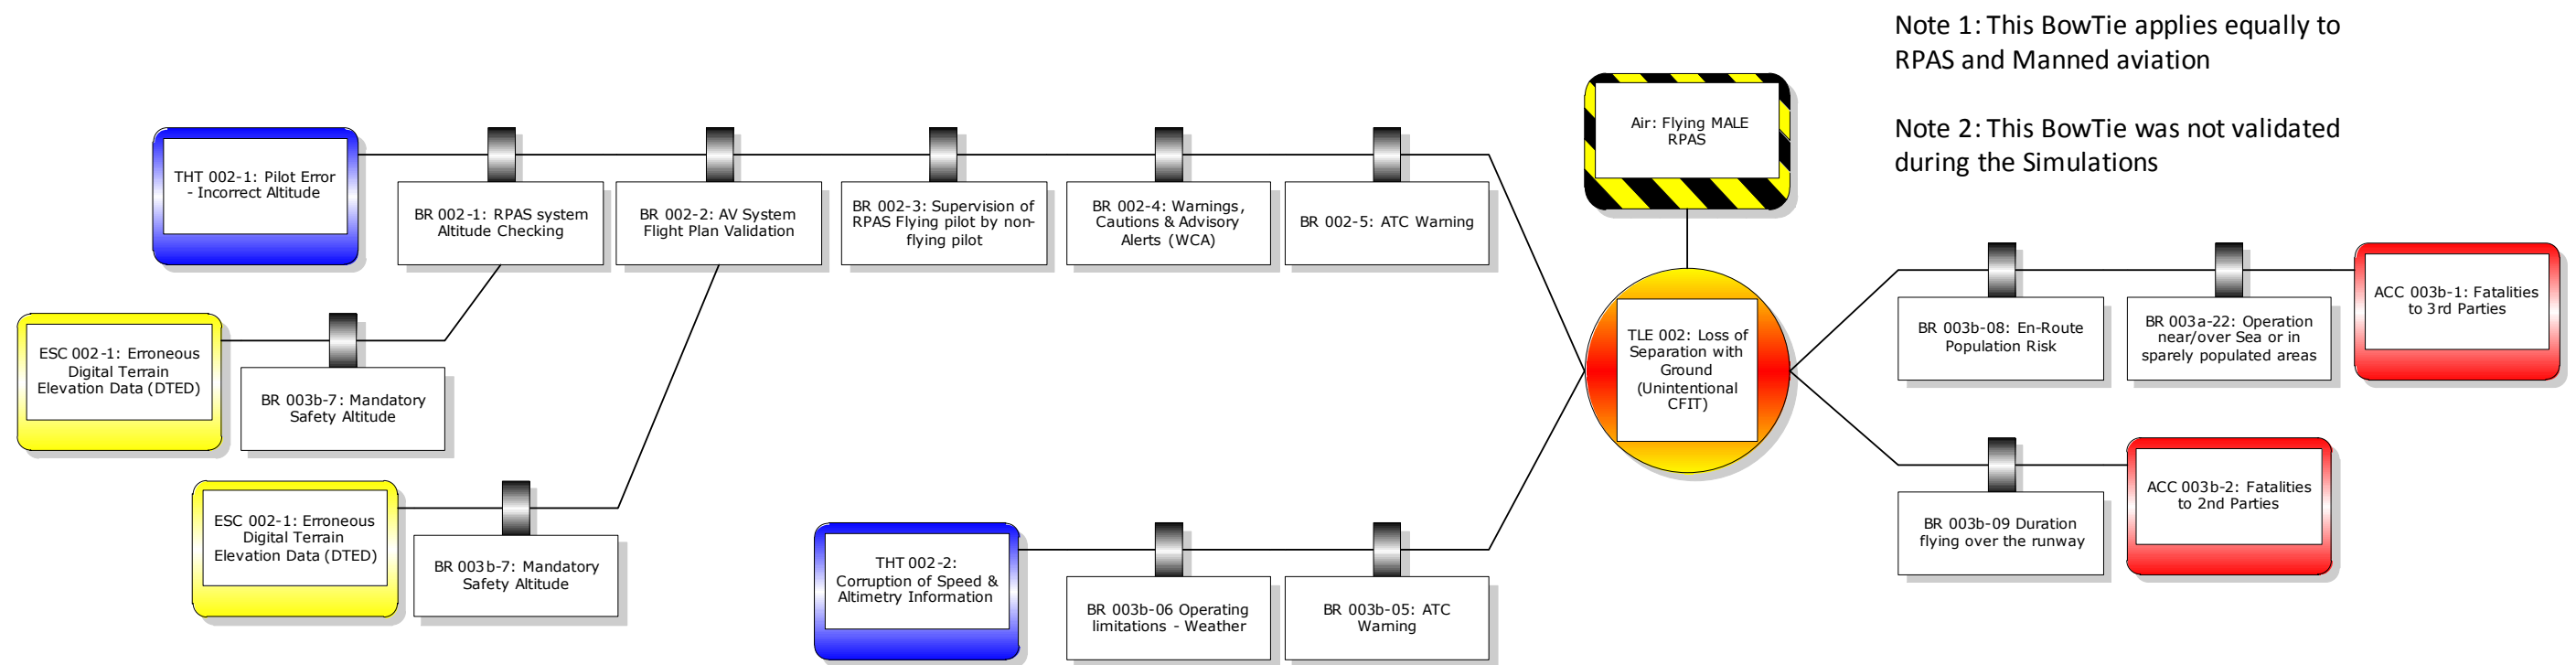 Note 1: This BowTie applies equally to
RPAS and Manned aviation
Note 2: This BowTie was not validated
during the Simulations
Air: Flying MALE
RPAS
THT 002-1: Pilot Error
- Incorrect Altitude
BR 002-1: RPAS system
Altitude Checking
BR 002-2: AV System
Flight Plan Validation
BR 002-3: Supervision of
RPAS Flying pilot by non-
flying pilot
BR 002-4: Warnings,
Cautions & Advisory
Alerts (WCA)
BR 002-5: ATC Warning
ESC 002-1: Erroneous
Digital Terrain
Elevation Data (DTED)
BR 003b-7: Mandatory
Safety Altitude
ESC 002-1: Erroneous
Digital Terrain
Elevation Data (DTED)
BR 003b-7: Mandatory
Safety Altitude
THT 002-2:
Corruption of Speed &
Altimetry Information
BR 003b-06 Operating
limitations - Weather
BR 003b-05: ATC
Warning
TLE 002: Loss of
Separation with
Ground
(Unintentional
CFIT)
BR 003b-08: En-Route
Population Risk
BR 003a-22: Operation
near/over Sea or in
sparely populated areas
ACC 003b-1: Fatalities
to 3rd Parties
BR 003b-09 Duration
flying over the runway
ACC 003b-2: Fatalities
to 2nd Parties